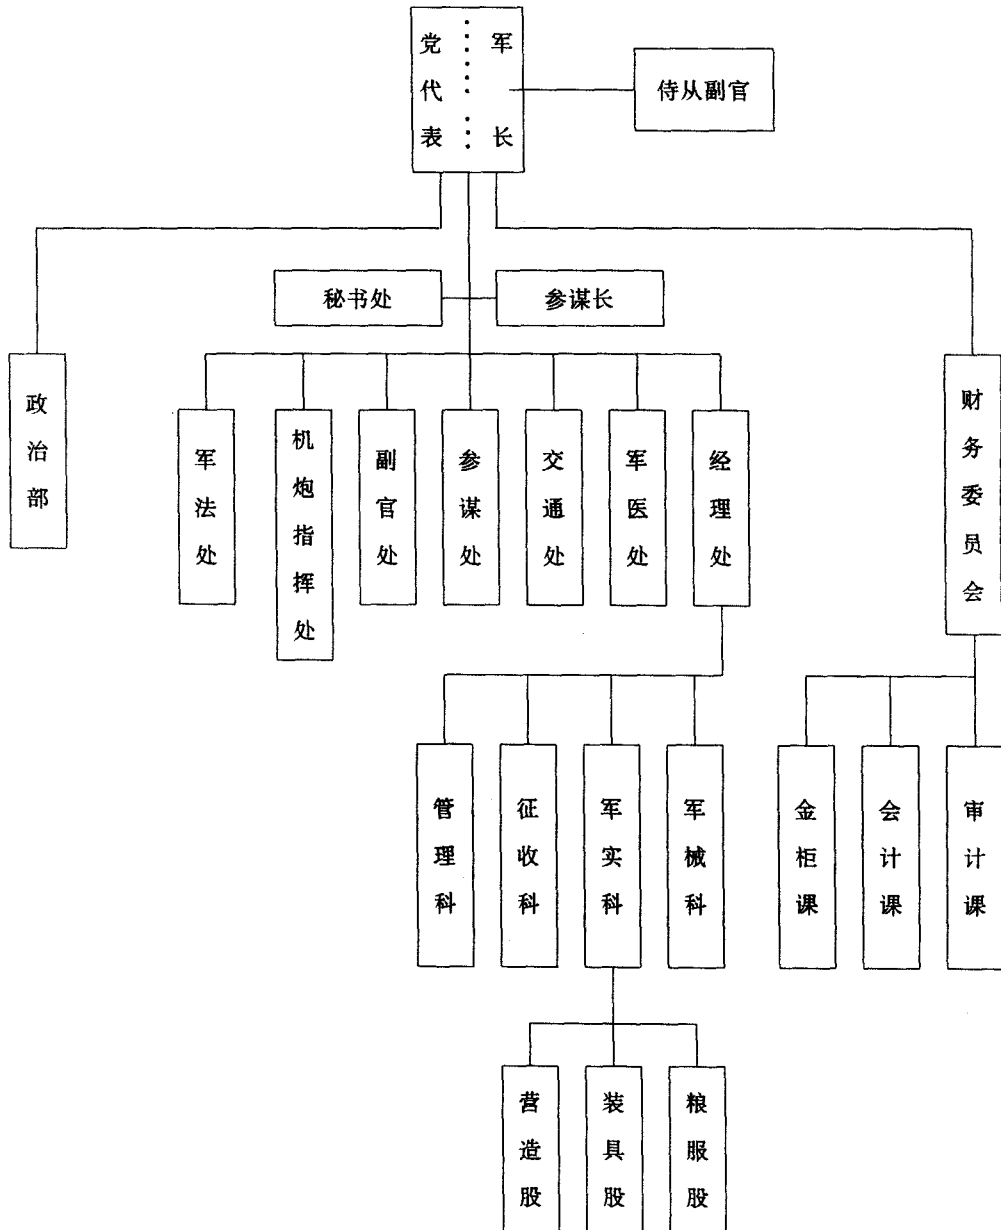 党代表
军长
侍从副官
秘书处
参谋长
政治部
军法处
机炮指挥处
副官处
参谋处
交通处
军医处
经理处
财务委员会
管理科
征收科
军实科
军械科
金柜课
会计课
审计课
营造股
装具股
粮服股